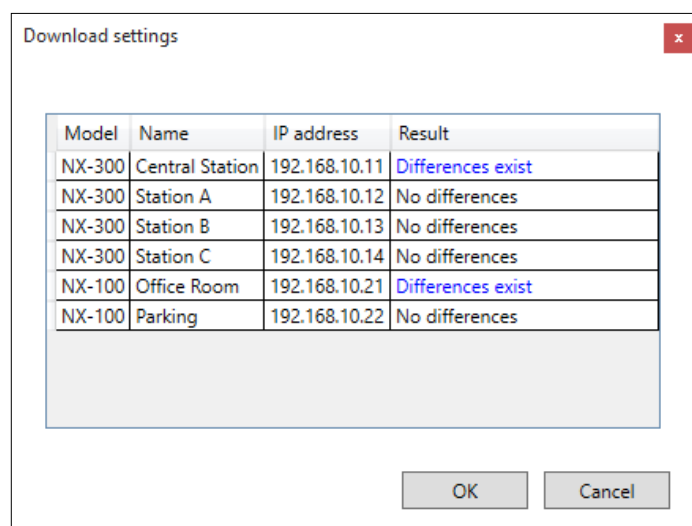 Download settings
x
Model Name IP address Result
NX-300 Central Station 192.168.10.11 Differences exist
NX-300 Station A 192.168.10.12 No differences
NX-300 Station B 192.168.10.13 No differences
NX-300 Station C 192.168.10.14 No differences
NX-100 Office Room 192.168.10.21 Differences exist
NX-100 Parking 192.168.10.22 No differences
OK Cancel